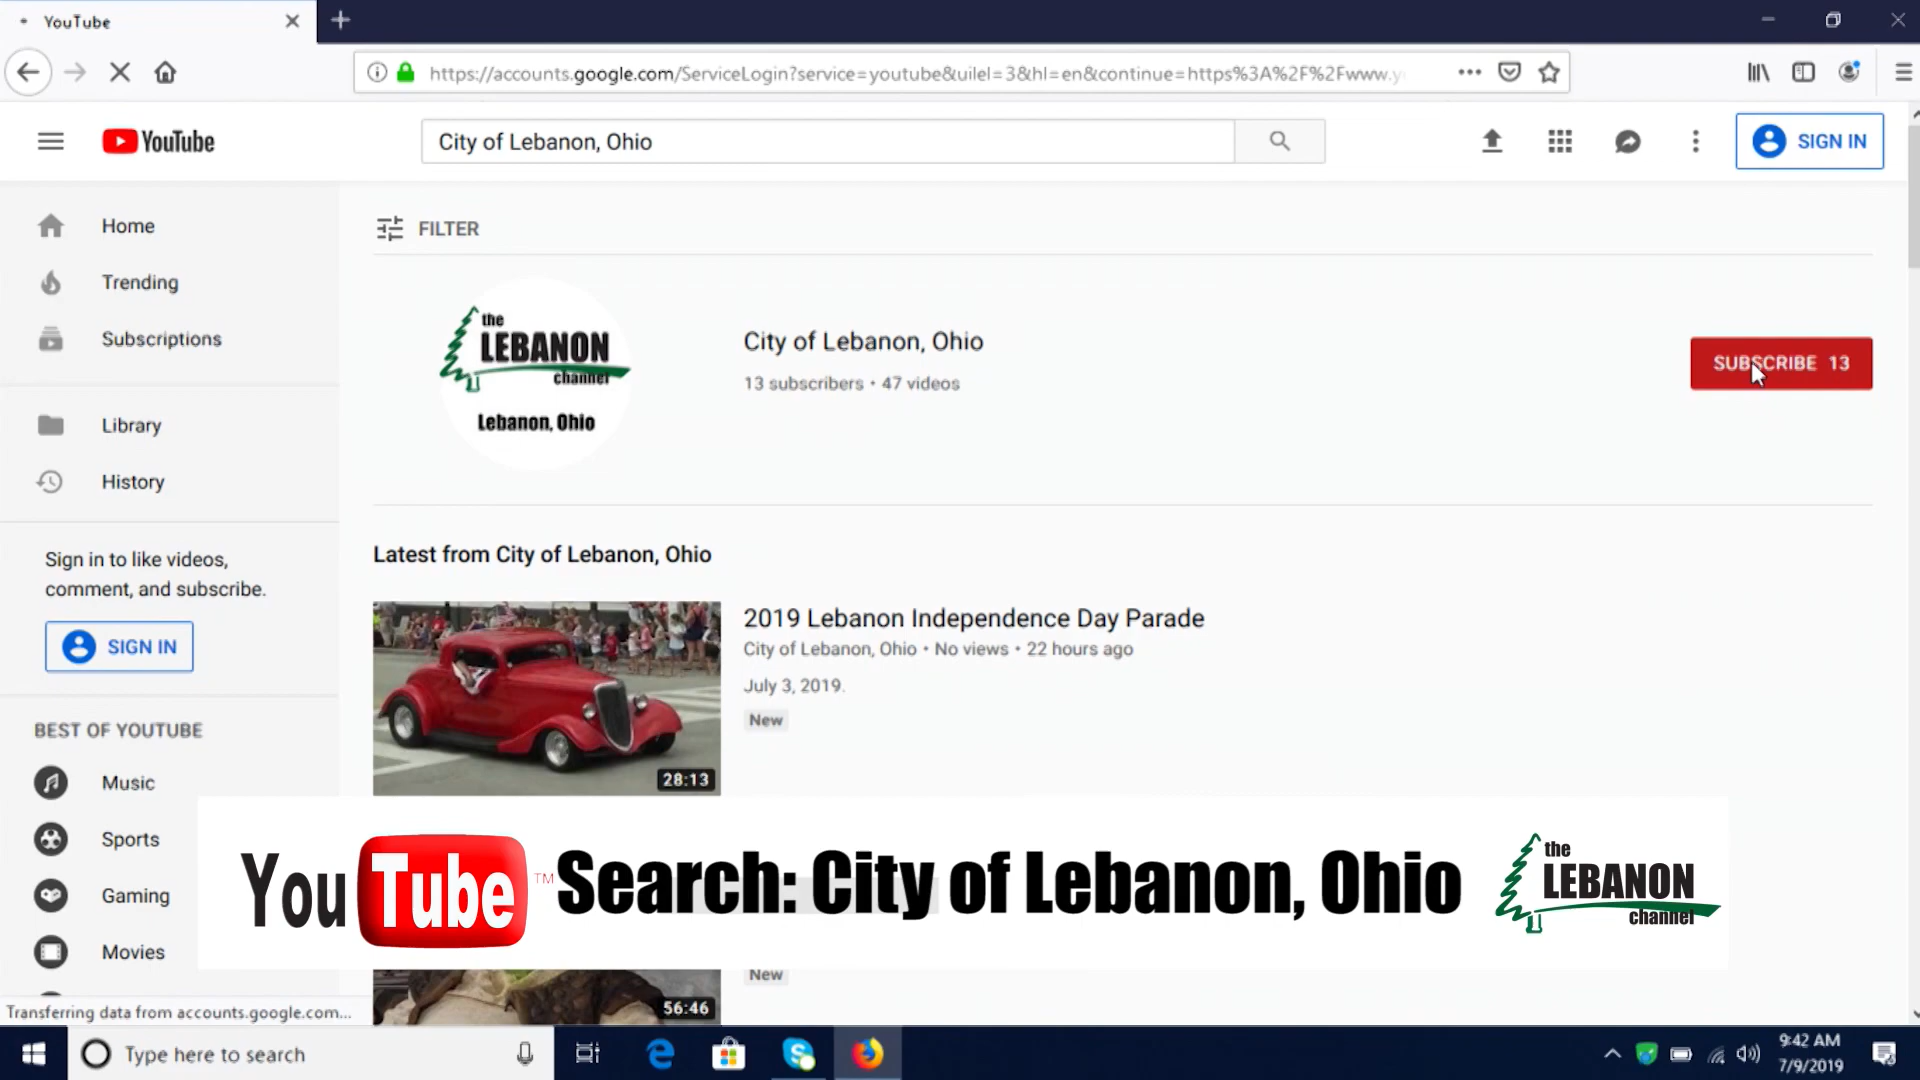 YouTube
https://accounts.google.com/ServiceLogin?service=youtube&uilel=3&hl=en&continue=https%3A%2F%2Fwww.y
YouTube
City of Lebanon, Ohio
SIGN IN
Home
Trending
Subscriptions
Library
History
Sign in to like videos,
comment, and subscribe.
SIGN IN
BEST OF YOUTUBE
Music
Sports
Gaming
Movies
FILTER
the
LEBANON
channel
Lebanon, Ohio
City of Lebanon, Ohio
13 subscribers • 47 videos
SUBSCRIBE 13
Latest from City of Lebanon, Ohio
28:13
2019 Lebanon Independence Day Parade
City of Lebanon, Ohio • No views • 22 hours ago
July 3, 2019.
New
YouTube™ Search: City of Lebanon, Ohio
the
LEBANON
channel
New
56:46
Transferring data from accounts.google.com...
Type here to search
9:42 AM
7/9/2019